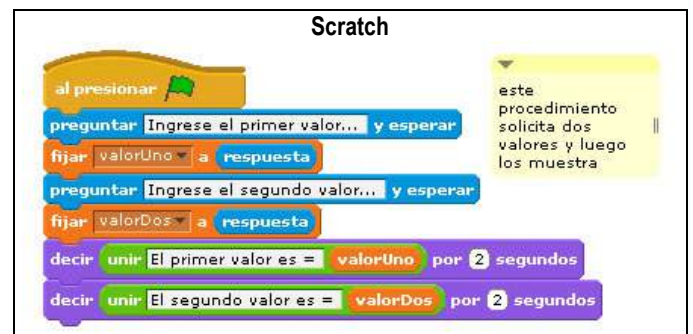 Scratch
al presionar
preguntar Ingrese el primer valor... y esperar
fijar valorUno a respuesta
preguntar Ingrese el segundo valor... y esperar
fijar valorDos a respuesta
decir unir El primer valor es = valorUno por 2 segundos
decir unir El segundo valor es = valorDos por 2 segundos
este
procedimiento
solicita dos
valores y luego
los muestra